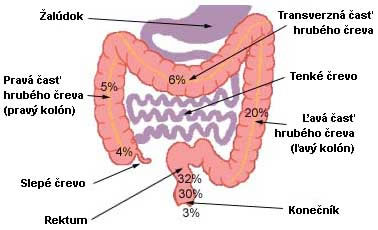 Žalúdok
Transverzná časť
hrubého čreva
Pravá časť
hrubého čreva
(pravý kolón)
5%
6%
Tenké črevo
20%
Ľavá časť
hrubého čreva
(ľavý kolón)
4%
Slepé črevo
32%
30%
Rektum
3%
Konečník